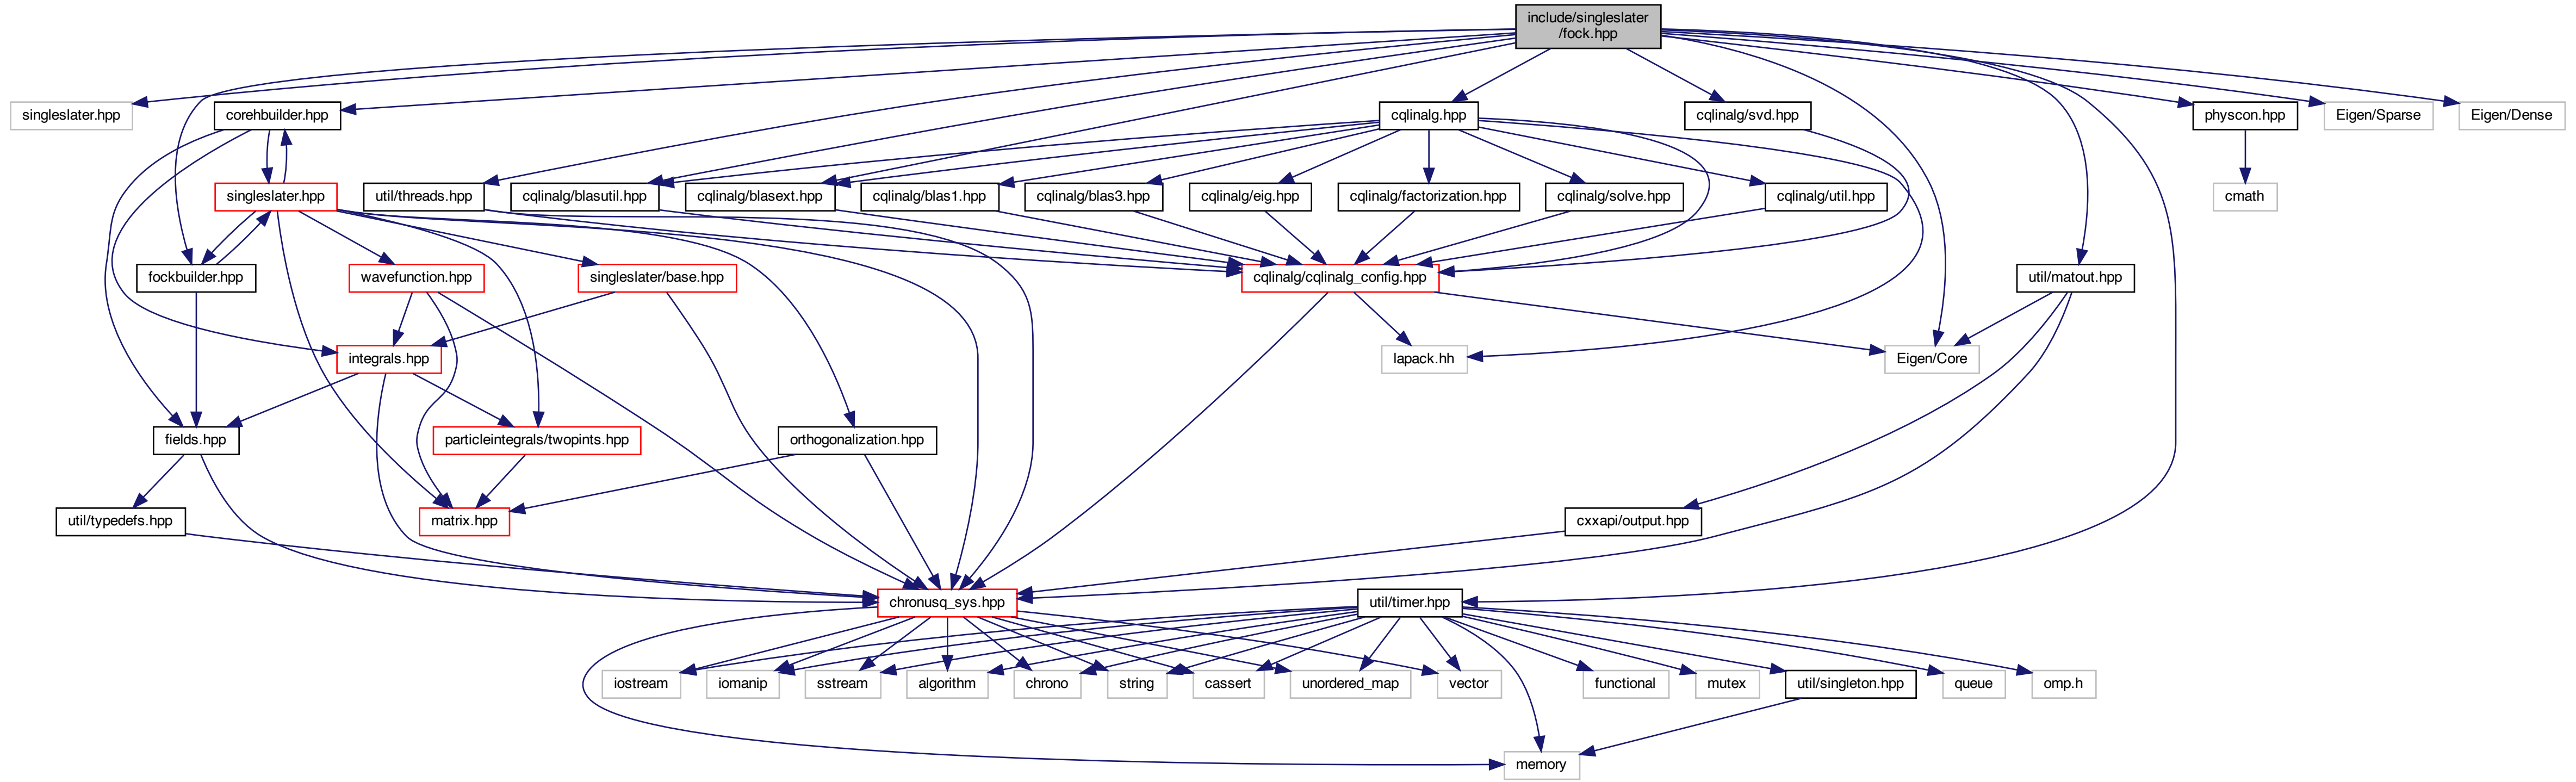 include/singleslater
/fock.hpp
singleslater.hpp
corehbuilder.hpp
cqlinalg.hpp
cqlinalg/svd.hpp
physcon.hpp
Eigen/Sparse
Eigen/Dense
singleslater.hpp
util/threads.hpp
cqlinalg/blasutil.hpp
cqlinalg/blasext.hpp
cqlinalg/blas1.hpp
cqlinalg/blas3.hpp
cqlinalg/eig.hpp
cqlinalg/factorization.hpp
cqlinalg/solve.hpp
cqlinalg/util.hpp
cmath
fockbuilder.hpp
wavefunction.hpp
singleslater/base.hpp
cqlinalg/cqlinalg_config.hpp
util/matout.hpp
integrals.hpp
lapack.hh
Eigen/Core
fields.hpp
particleintegrals/twopints.hpp
orthogonalization.hpp
util/typedefs.hpp
matrix.hpp
cxxapi/output.hpp
chronusq_sys.hpp
util/timer.hpp
iostream
iomanip
sstream
algorithm
chrono
string
cassert
unordered_map
vector
functional
mutex
util/singleton.hpp
queue
omp.h
memory